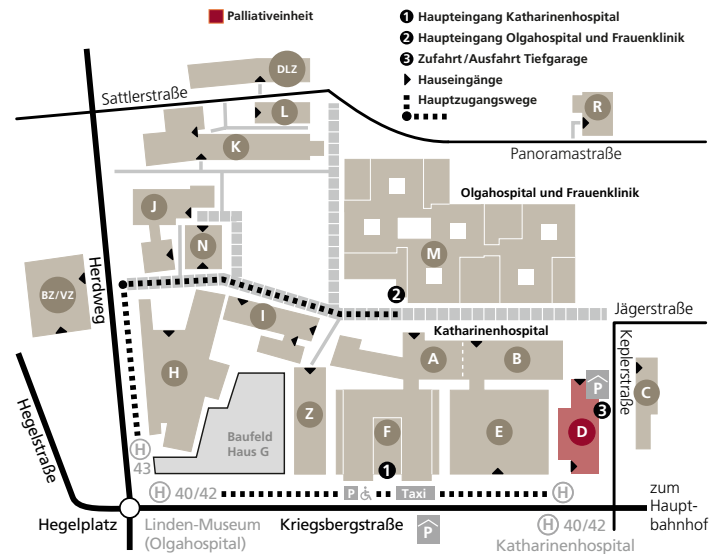 Palliativeinheit
1 Haupteingang Katharinenhospital
2 Haupteingang Olgahospital und Frauenklinik
3 Zufahrt/Ausfahrt Tiefgarage
Hauseingänge
Hauptzugangswege
DLZ
Sattlerstraße
L
R
K
Panoramastraße
Olgahospital und Frauenklinik
J
N
M
Herdweg
BZ/VZ
2
Jägerstraße
I
Katharinenhospital
Keplerstraße
A
B
H
P
C
Hegelstraße
3
Z
F
E
D
Baufeld
Haus G
H
43
1
H 40/42
P
Taxi
H
zum
Haupt-
bahnhof
Hegelplatz
Linden-Museum
(Olgahospital)
Kriegsbergstraße
P
H 40/42
Katharinenhospital